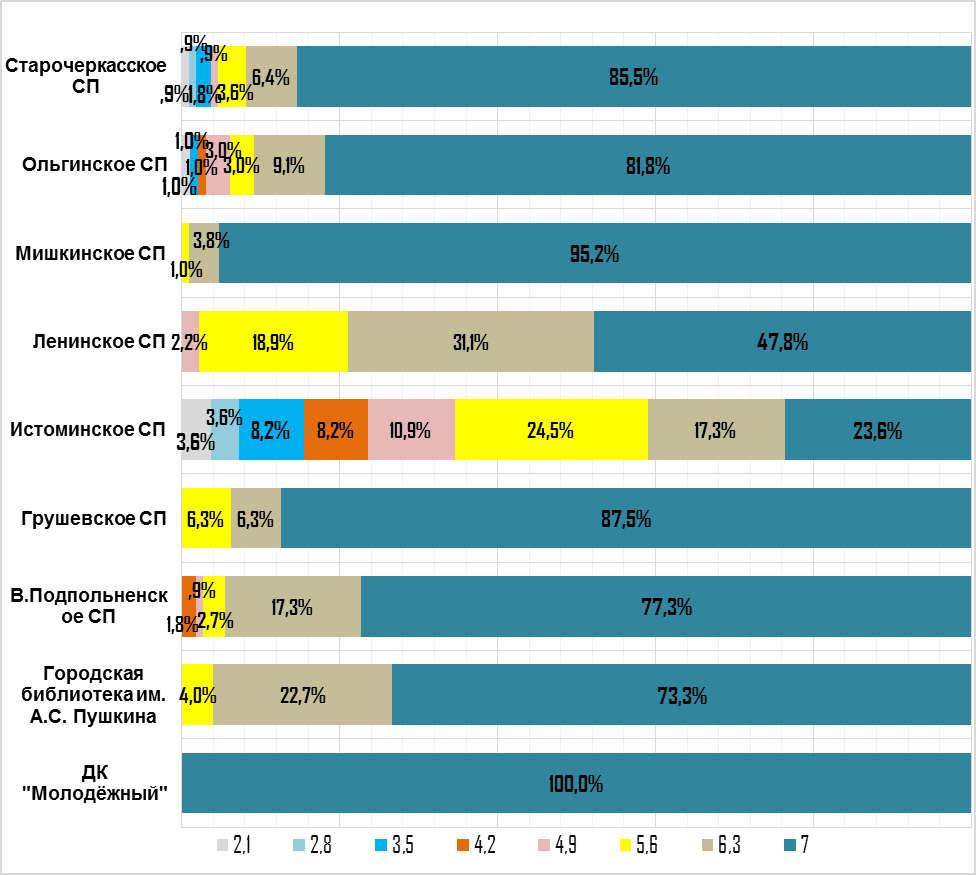 Старочеркасское
СП
,9% ,9%
,9% 1,8% 3,6% 6,4% 85,5%
Ольгинское СП
1,0% 3,0%
1,0% 1,0% 3,0% 9,1% 81,8%
Мишкинское СП
1,0% 3,8% 95,2%
Ленинское СП
2,2% 18,9% 31,1% 47,8%
Истоминское СП
3,6% 3,6% 8,2% 8,2% 10,9% 24,5% 17,3% 23,6%
Грушевское СП
6,3% 6,3% 87,5%
В.Подпольненск
ое СП
1,8% ,9% 2,7% 17,3% 77,3%
Городская
библиотека им.
А.С. Пушкина
4,0% 22,7% 73,3%
ДК
"Молодёжный"
100,0%
2,1 2,8 3,5 4,2 4,9 5,6 6,3 7